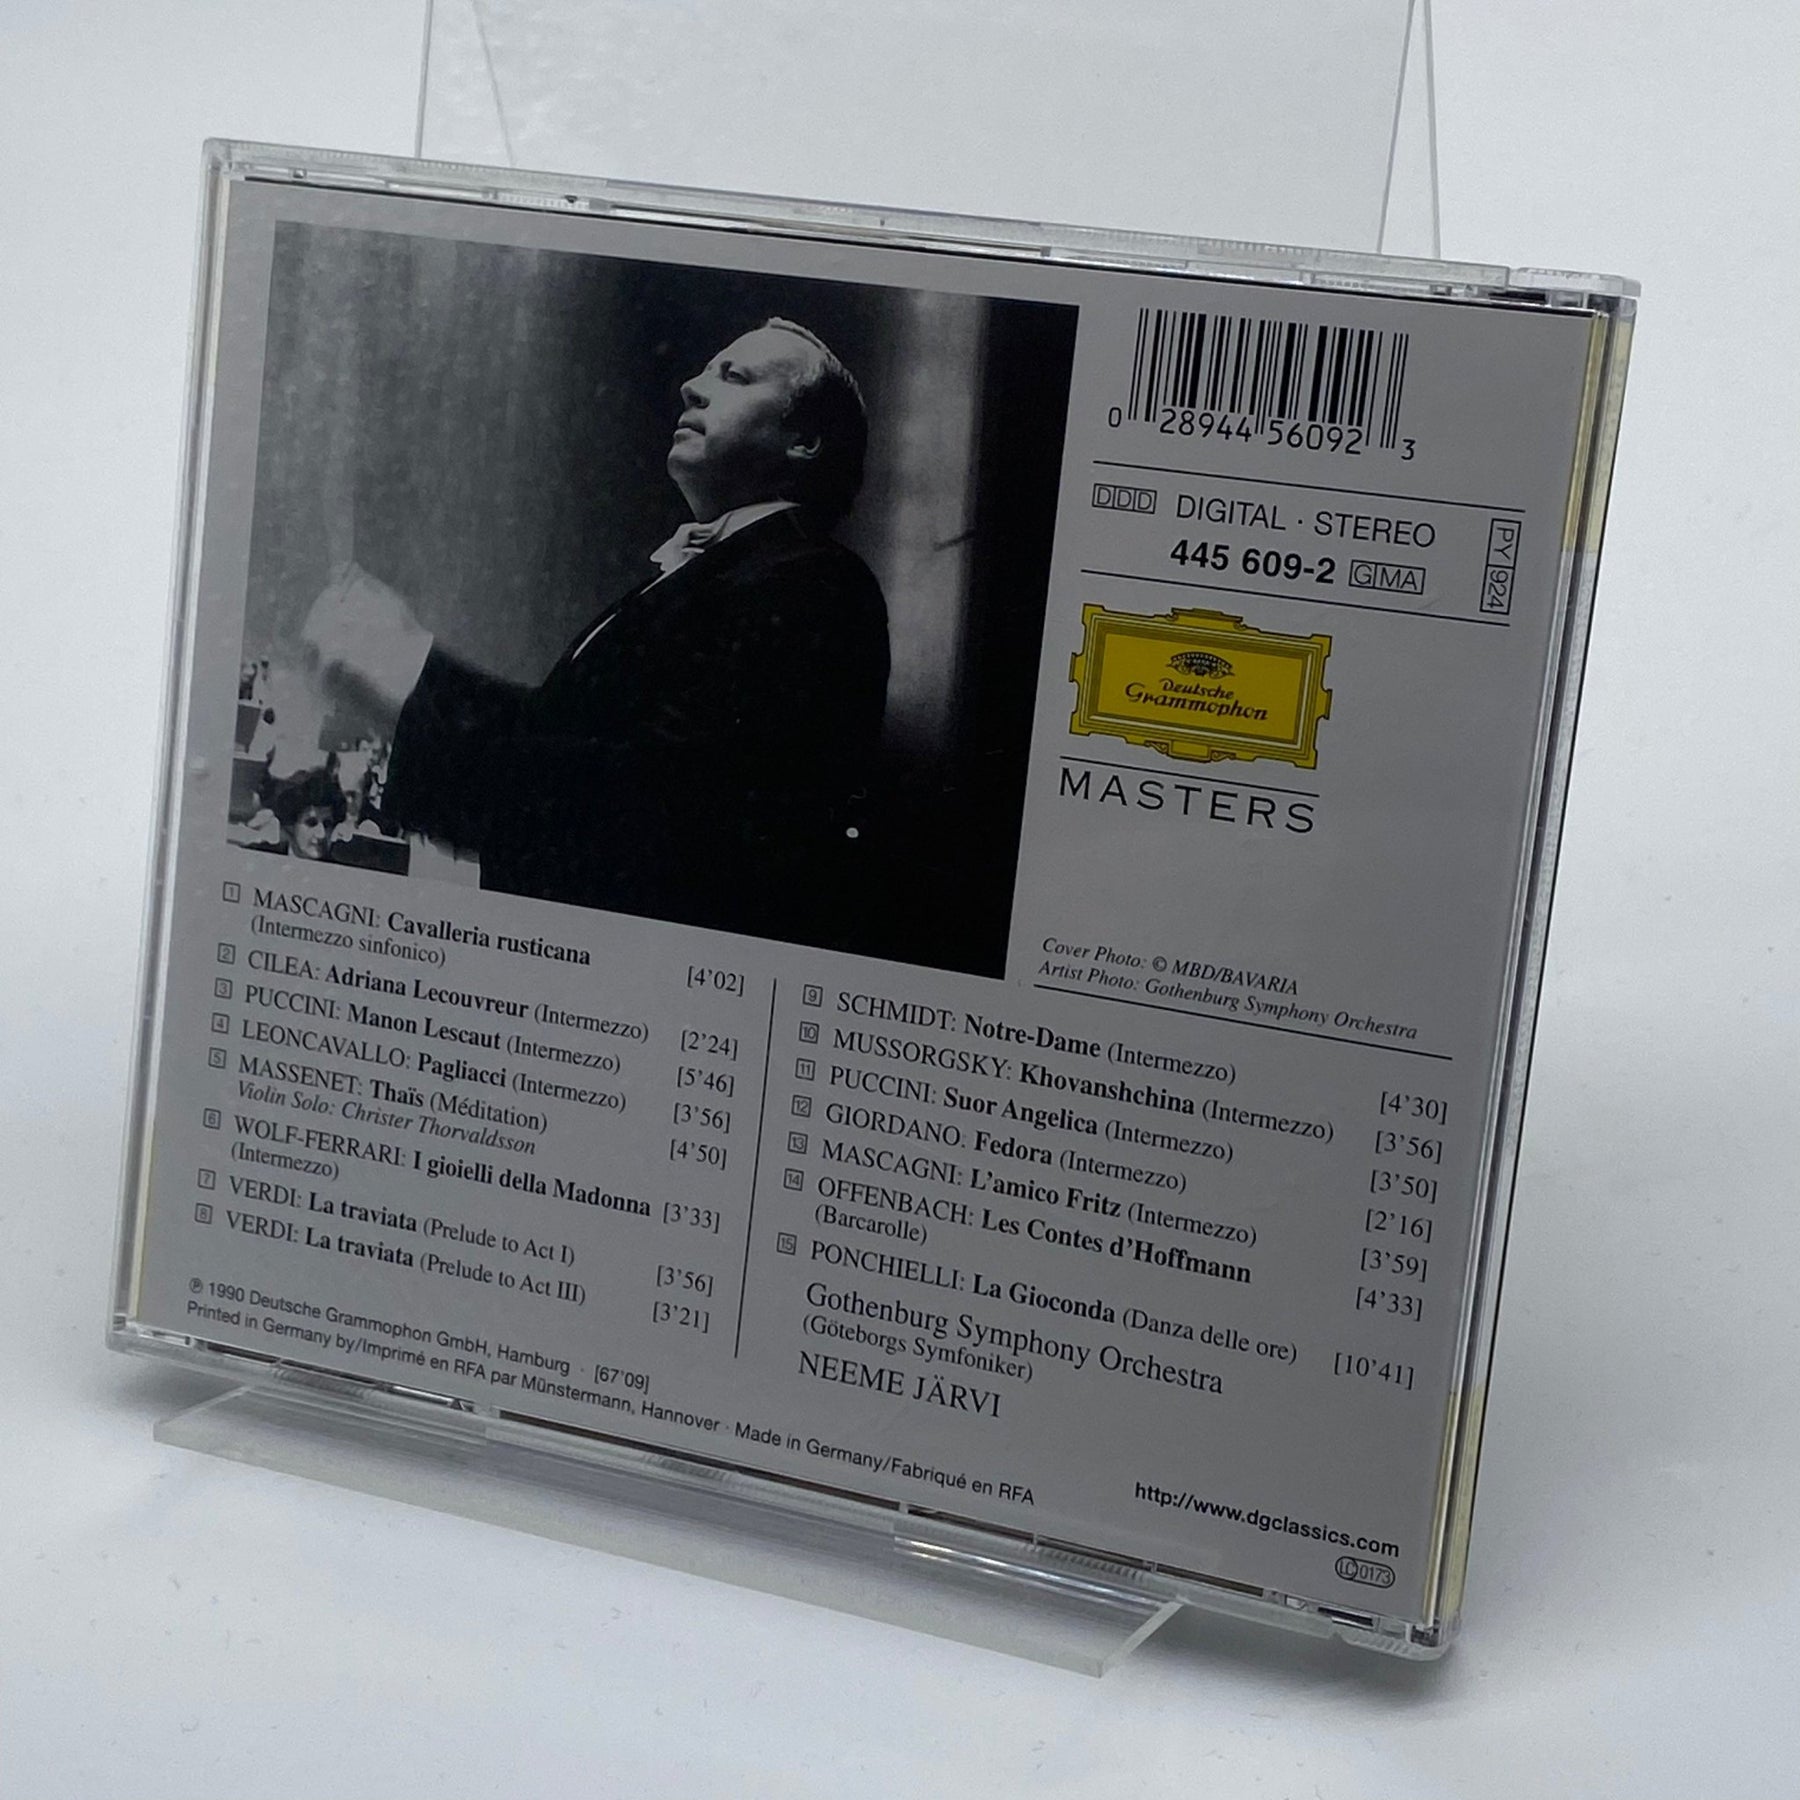 0 28944 56092 3
DDD DIGITAL · STEREO
445 609-2 G MA
PY 924
Deutsche
Grammophon
MASTERS
Cover Photo: © MBD/BAVARIA
Artist Photo: Gothenburg Symphony Orchestra
1 MASCAGNI: Cavalleria rusticana
(Intermezzo sinfonico) [4'02]
2 CILEA: Adriana Lecouvreur (Intermezzo) [2'24]
3 PUCCINI: Manon Lescaut (Intermezzo) [5'46]
4 LEONCAVALLO: Pagliacci (Intermezzo) [3'56]
5 MASSENET: Thaïs (Méditation) [4'50]
Violin Solo: Christer Thorvaldsson
6 WOLF-FERRARI: I gioielli della Madonna [3'33]
(Intermezzo)
7 VERDI: La traviata (Prelude to Act I) [3'56]
8 VERDI: La traviata (Prelude to Act III) [3'21]
9 SCHMIDT: Notre-Dame (Intermezzo) [4'30]
10 MUSSORGSKY: Khovanshchina (Intermezzo) [3'56]
11 PUCCINI: Suor Angelica (Intermezzo) [3'50]
12 GIORDANO: Fedora (Intermezzo) [2'16]
13 MASCAGNI: L'amico Fritz (Intermezzo) [3'59]
14 OFFENBACH: Les Contes d'Hoffmann [4'33]
(Barcarolle)
15 PONCHIELLI: La Gioconda (Danza delle ore) [10'41]
Gothenburg Symphony Orchestra
(Göteborgs Symfoniker)
NEEME JÄRVI
℗ 1990 Deutsche Grammophon GmbH, Hamburg · [67'09]
Printed in Germany by/Imprimé en RFA par Münstermann, Hannover · Made in Germany/Fabriqué en RFA
http://www.dgclassics.com
LC 0173